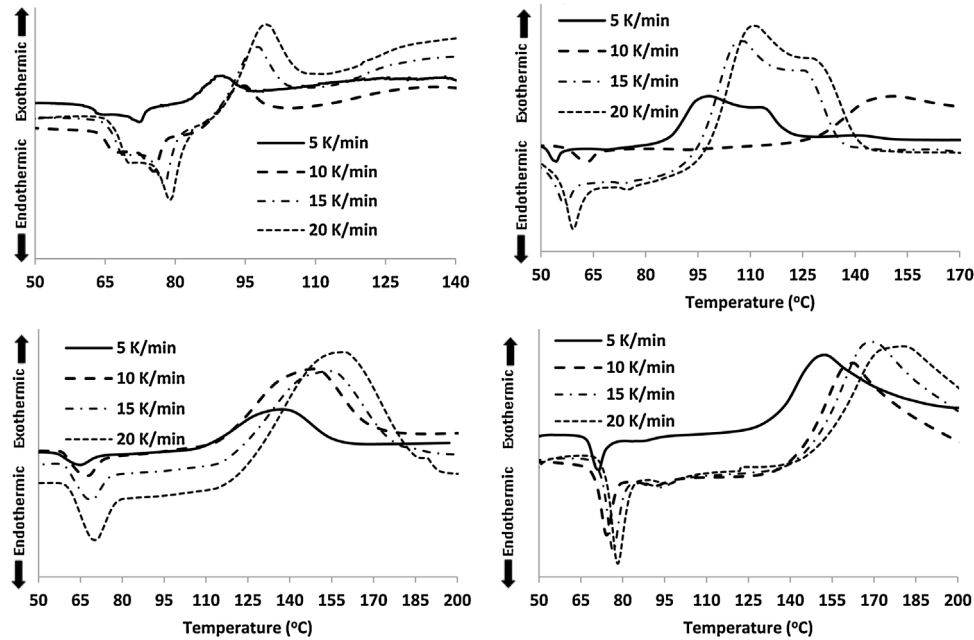 Exothermic
Endothermic
5 K/min
10 K/min
15 K/min
20 K/min
50 65 80 95 110 125 140
Exothermic
Endothermic
5 K/min
10 K/min
15 K/min
20 K/min
50 65 80 95 110 125 140 155 170
Temperature (°C)
Exothermic
Endothermic
5 K/min
10 K/min
15 K/min
20 K/min
50 65 80 95 110 125 140 155 170 185 200
Temperature (°C)
Exothermic
Endothermic
5 K/min
10 K/min
15 K/min
20 K/min
50 65 80 95 110 125 140 155 170 185 200
Temperature (°C)